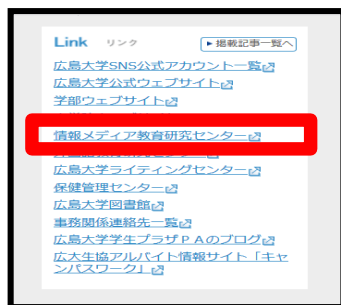 Link リンク ▶掲載記事一覧へ
広島大学SNS公式アカウント一覧
広島大学公式ウェブサイト
学部ウェブサイト
情報メディア教育研究センター
広島大学ライティングセンター
保健管理センター
広島大学図書館
事務関係連絡先一覧
広島大学学生プラザPAのブログ
広大生協アルバイト情報サイト「キャ
ンパスワーク」